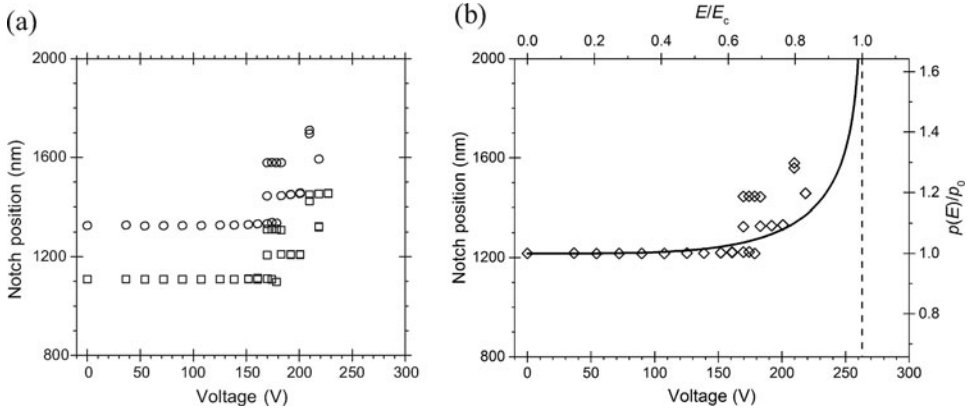 (a)
2000
1600
1200
800
Notch position (nm)
0 50 100 150 200 250 300
Voltage (V)
(b)
E/Ec
0.0 0.2 0.4 0.6 0.8 1.0
2000
1600
1200
800
Notch position (nm)
1.6
1.4
1.2
1.0
0.8
p(E)/p0
0 50 100 150 200 250 300
Voltage (V)